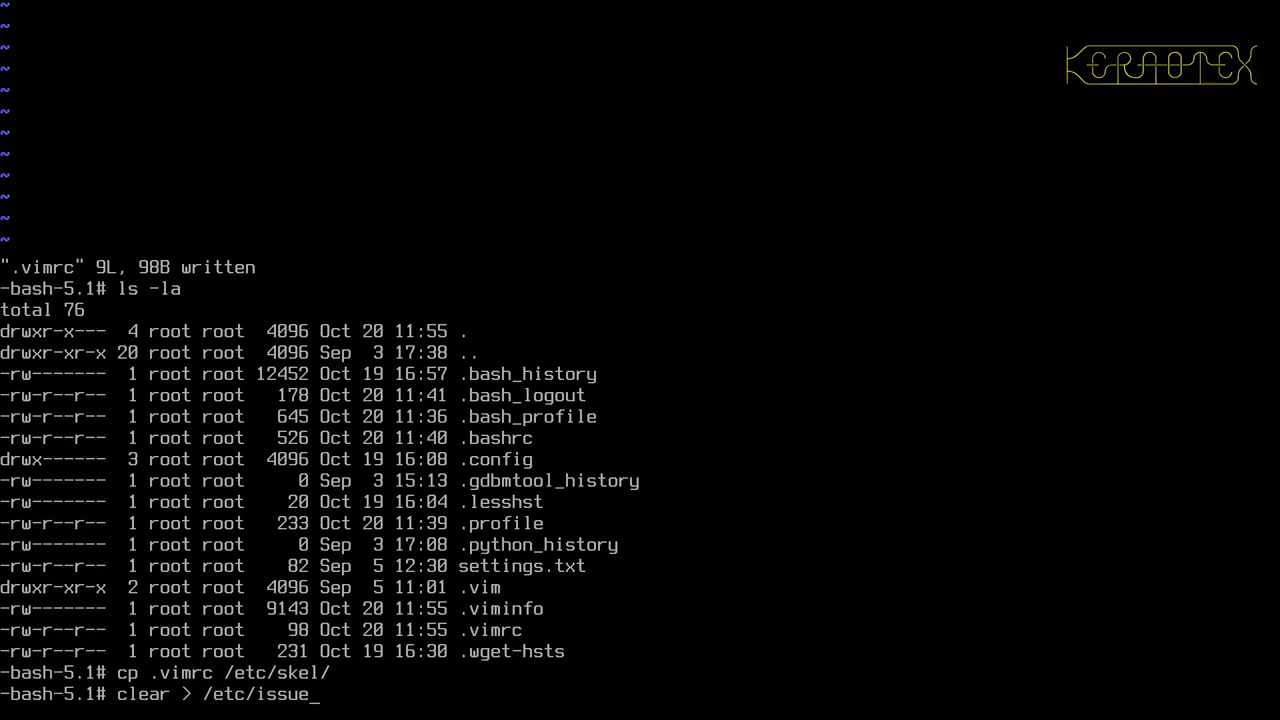 ~
~
~
KERNOTEX
~
~
~
~
~
~
~
~
~
".vimrc" 9L, 98B written
-bash-5.1# ls -la
total 76
drwxr-x---  4 root root  4096 Oct 20 11:55 .
drwxr-xr-x 20 root root  4096 Sep  3 17:38 ..
-rw-------  1 root root 12452 Oct 19 16:57 .bash_history
-rw-r--r--  1 root root   178 Oct 20 11:41 .bash_logout
-rw-r--r--  1 root root   645 Oct 20 11:36 .bash_profile
-rw-r--r--  1 root root   526 Oct 20 11:40 .bashrc
drwx------  3 root root  4096 Oct 19 16:08 .config
-rw-------  1 root root     0 Sep  3 15:13 .gdbmtool_history
-rw-------  1 root root    20 Oct 19 16:04 .lesshst
-rw-r--r--  1 root root   233 Oct 20 11:39 .profile
-rw-------  1 root root     0 Sep  3 17:08 .python_history
-rw-r--r--  1 root root    82 Sep  5 12:30 settings.txt
drwxr-xr-x  2 root root  4096 Sep  5 11:01 .vim
-rw-------  1 root root  9143 Oct 20 11:55 .viminfo
-rw-r--r--  1 root root    98 Oct 20 11:55 .vimrc
-rw-r--r--  1 root root   231 Oct 19 16:30 .wget-hsts
-bash-5.1# cp .vimrc /etc/skel/
-bash-5.1# clear > /etc/issue_